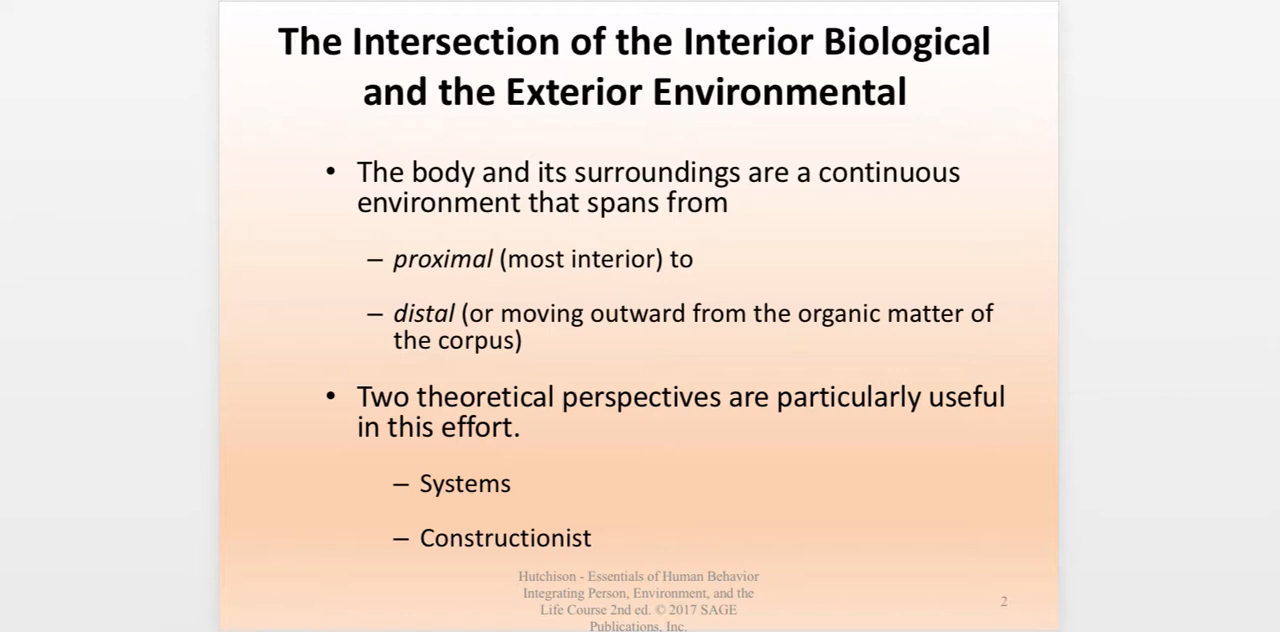 The Intersection of the Interior Biological
and the Exterior Environmental
• The body and its surroundings are a continuous
environment that spans from
– proximal (most interior) to
– distal (or moving outward from the organic matter of
the corpus)
• Two theoretical perspectives are particularly useful
in this effort.
– Systems
– Constructionist
Hutchison - Essentials of Human Behavior
Integrating Person, Environment, and the
Life Course 2nd ed. © 2017 SAGE
Publications, Inc.
2